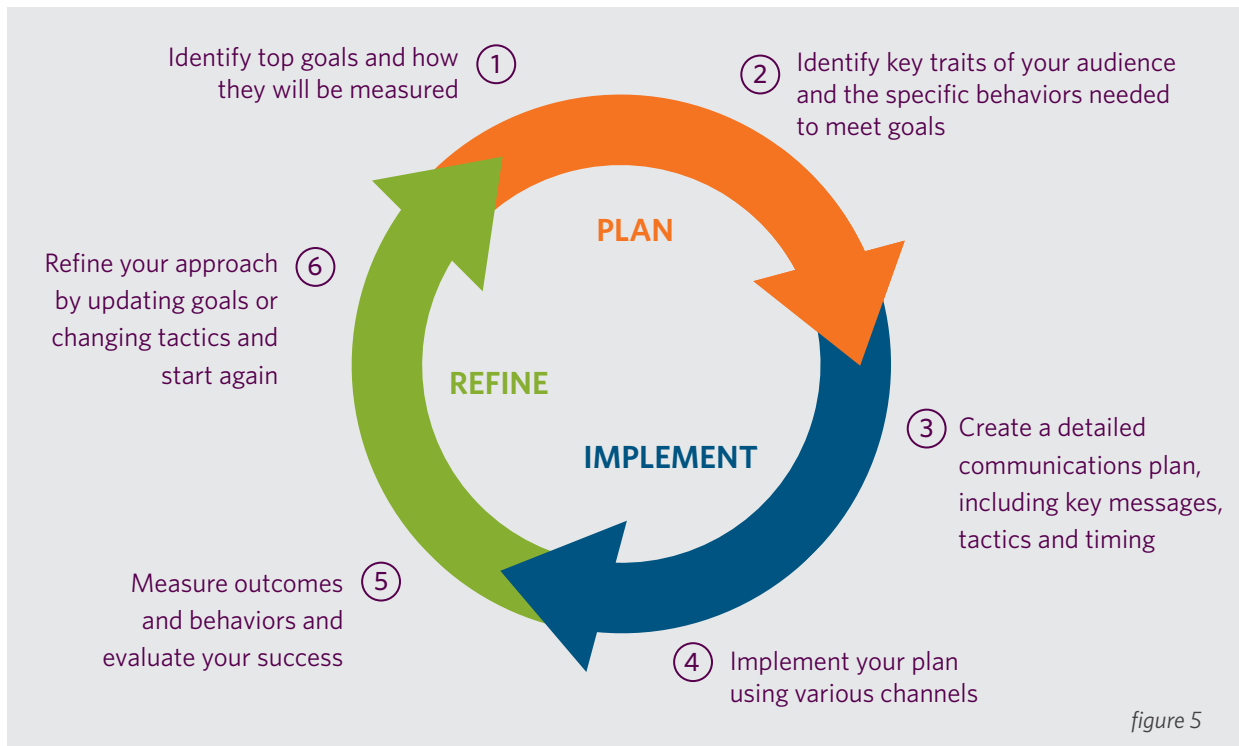 1
Identify top goals and how
they will be measured
2
Identify key traits of your audience
and the specific behaviors needed
to meet goals
PLAN
6
Refine your approach
by updating goals or
changing tactics and
start again
REFINE
IMPLEMENT
3
Create a detailed
communications plan,
including key messages,
tactics and timing
5
Measure outcomes
and behaviors and
evaluate your success
4
Implement your plan
using various channels
figure 5